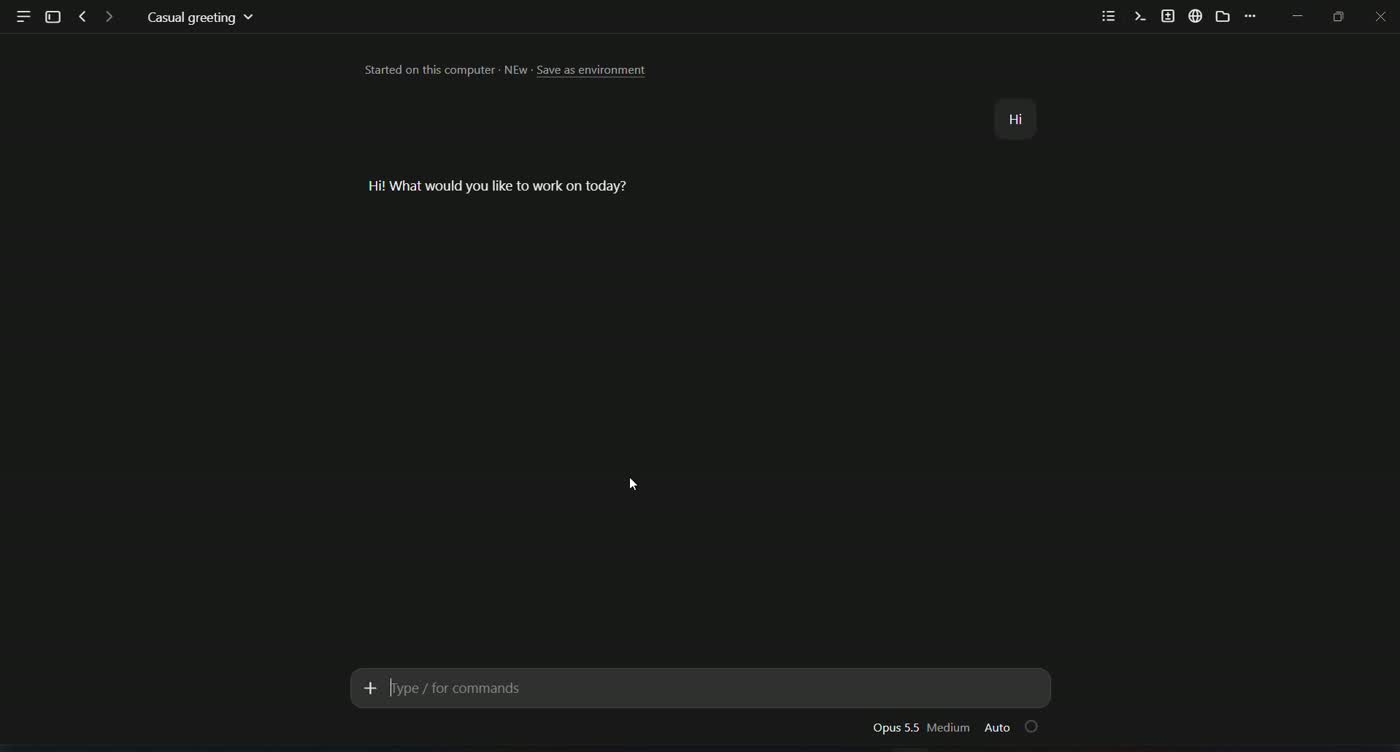 Casual greeting
Started on this computer · NEw · Save as environment
Hi
Hi! What would you like to work on today?
Type / for commands
Opus 5.5 Medium Auto